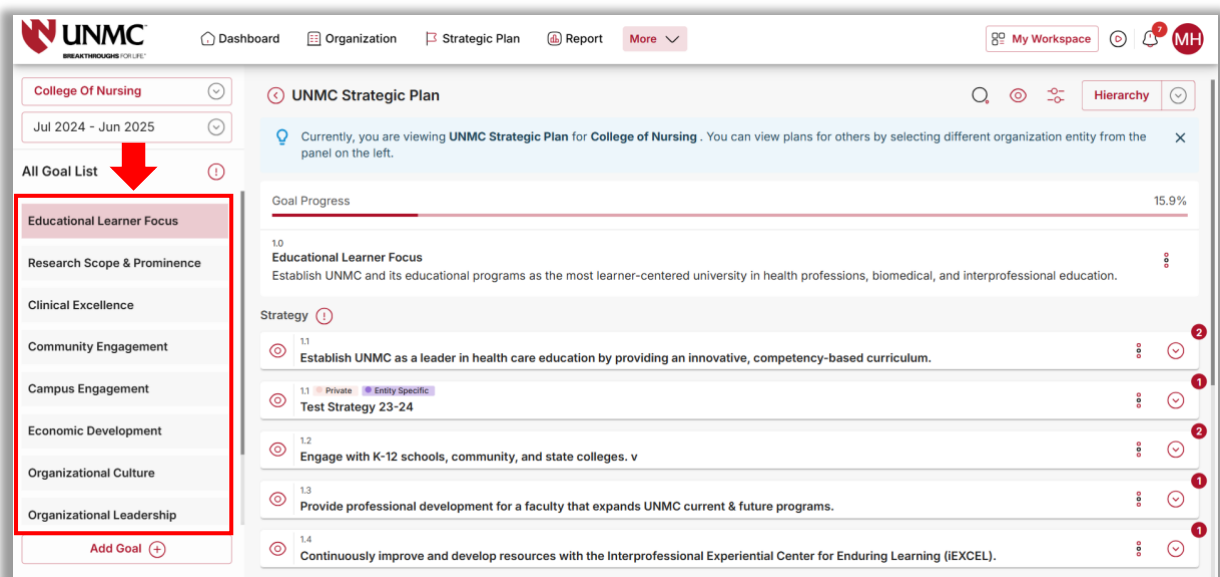 UNMC
BREAKTHROUGHS FOR LIFE™
Dashboard
Organization
Strategic Plan
Report
More
My Workspace
7
MH
College Of Nursing
Jul 2024 - Jun 2025
All Goal List
Educational Learner Focus
Research Scope & Prominence
Clinical Excellence
Community Engagement
Campus Engagement
Economic Development
Organizational Culture
Organizational Leadership
Add Goal
UNMC Strategic Plan
Hierarchy
Currently, you are viewing UNMC Strategic Plan for College of Nursing . You can view plans for others by selecting different organization entity from the
panel on the left.
Goal Progress
15.9%
1.0
Educational Learner Focus
Establish UNMC and its educational programs as the most learner-centered university in health professions, biomedical, and interprofessional education.
Strategy
1.1
Establish UNMC as a leader in health care education by providing an innovative, competency-based curriculum.
2
1.1 Private Entity Specific
Test Strategy 23-24
1
1.2
Engage with K-12 schools, community, and state colleges. v
2
1.3
Provide professional development for a faculty that expands UNMC current & future programs.
1
1.4
Continuously improve and develop resources with the Interprofessional Experiential Center for Enduring Learning (iEXCEL).
1